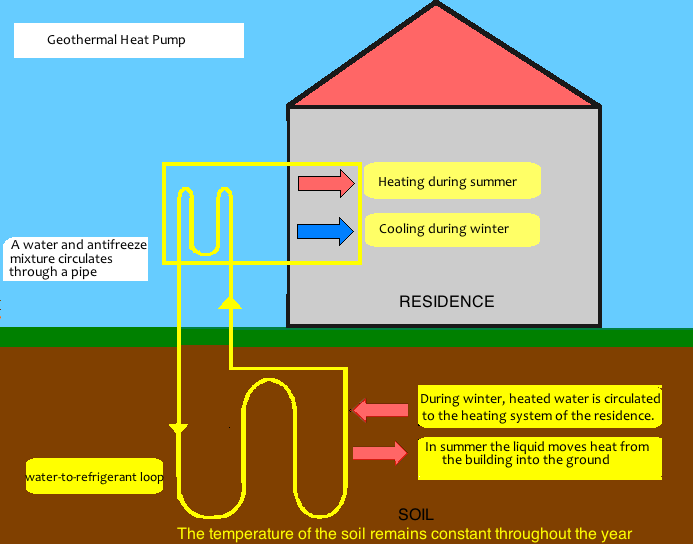 Geothermal Heat Pump
Heating during summer
Cooling during winter
A water and antifreeze
mixture circulates
through a pipe
RESIDENCE
During winter, heated water is circulated
to the heating system of the residence.
In summer the liquid moves heat from
the building into the ground
water-to-refrigerant loop
SOIL
The temperature of the soil remains constant throughout the year